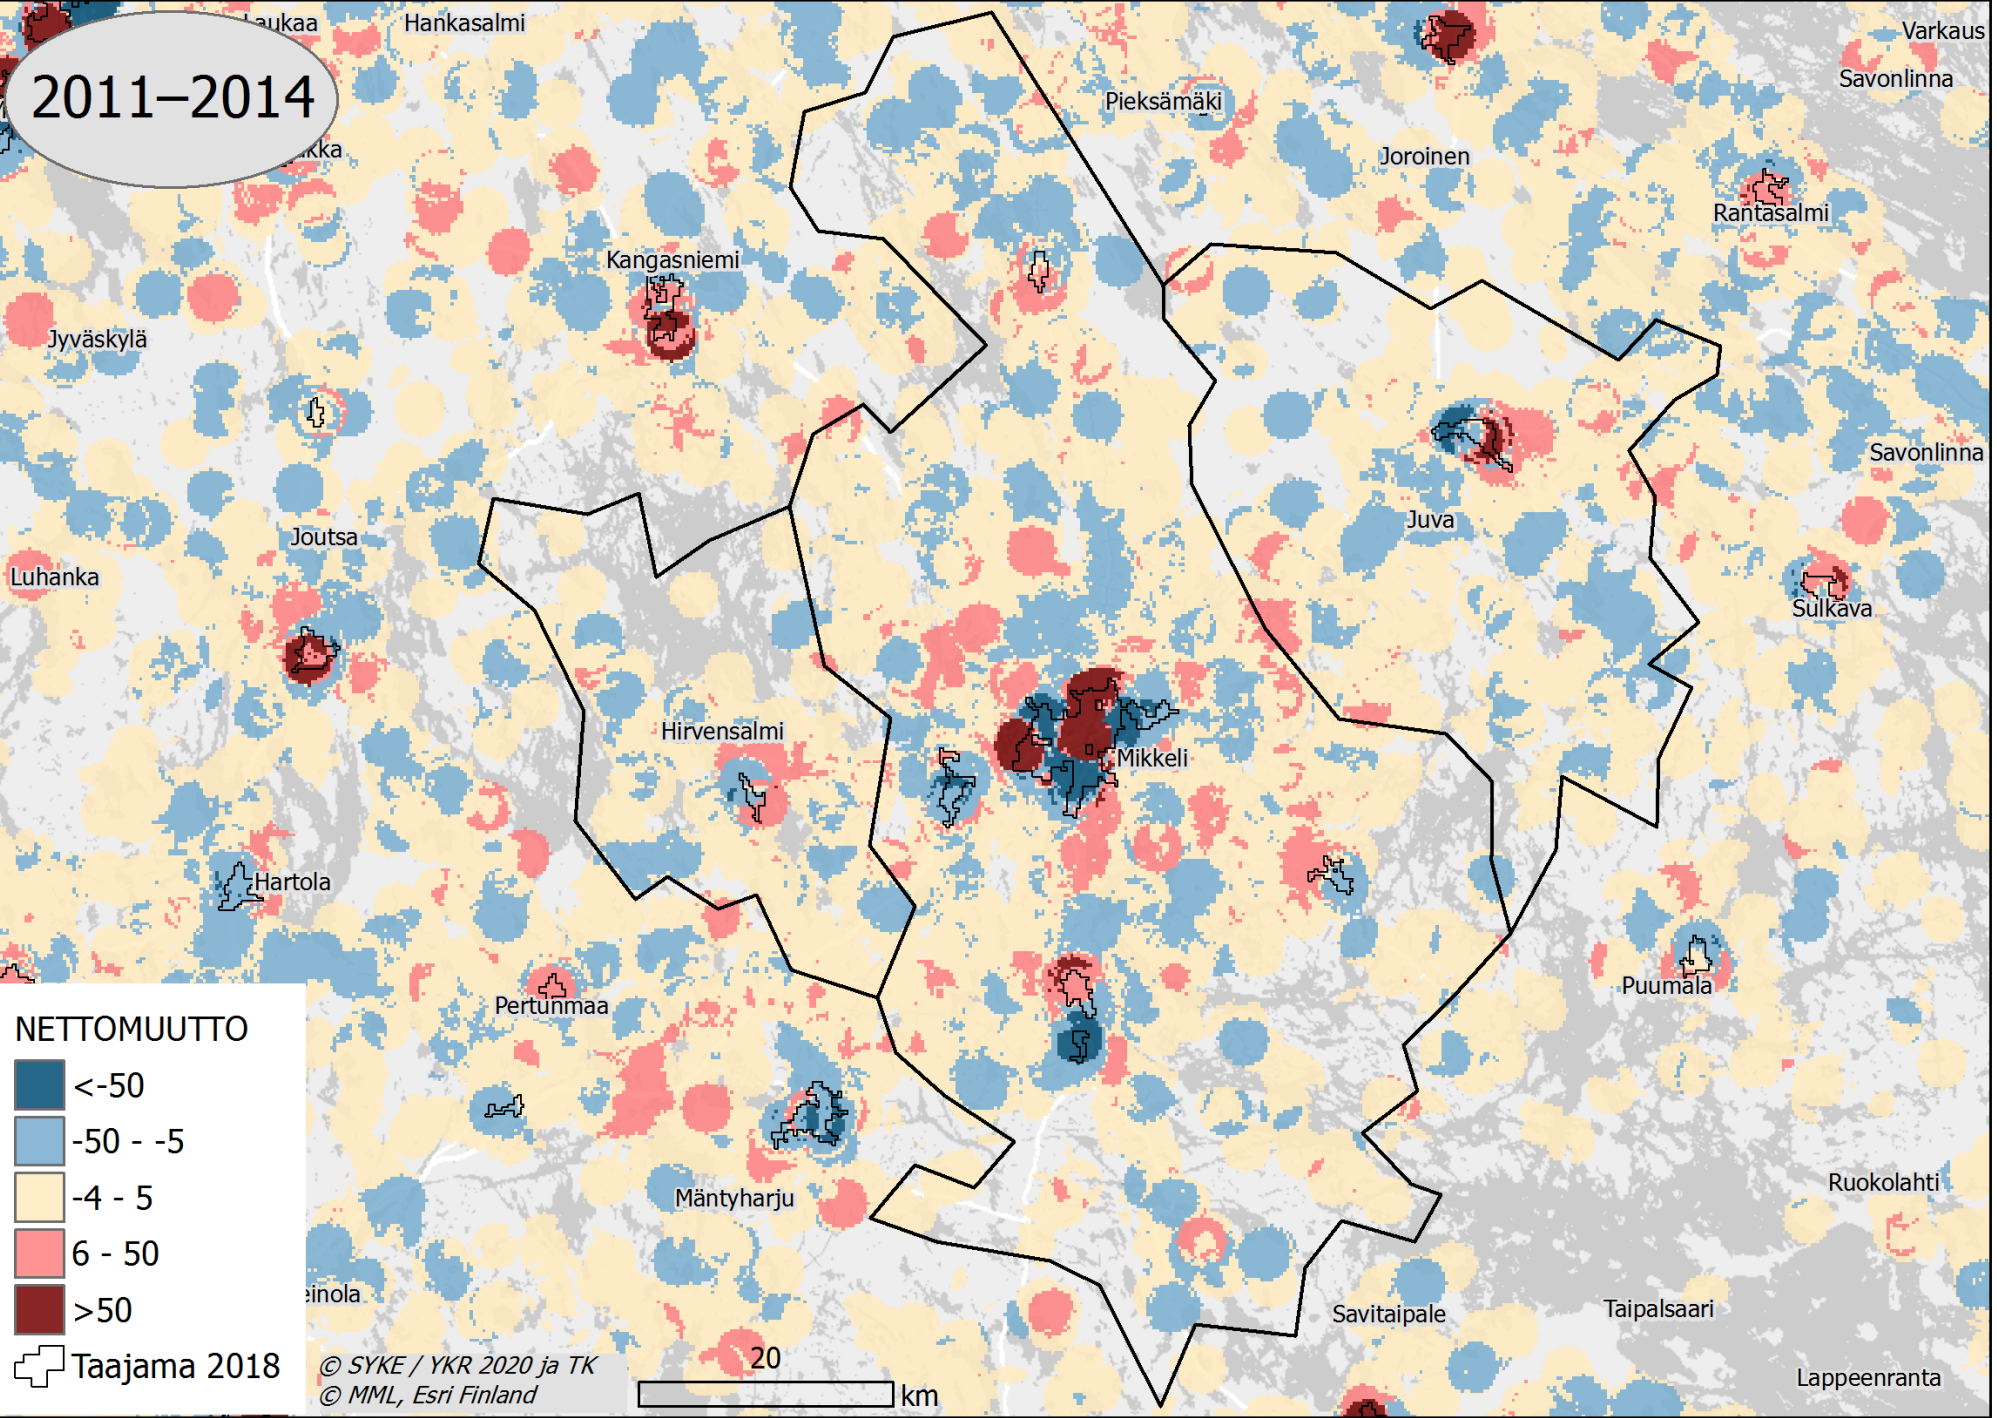 2011–2014
Laukaa
Hankasalmi
Varkaus
Savonlinna
Pieksämäki
kka
Joroinen
Rantasalmi
Kangasniemi
Jyväskylä
Savonlinna
Juva
Joutsa
Luhanka
Sulkava
Hirvensalmi
Mikkeli
Hartola
Puumala
Pertunmaa
NETTOMUUTTO
<-50
-50 - -5
-4 - 5
6 - 50
>50
Taajama 2018
Mäntyharju
Ruokolahti
einola
Savitaipale
Taipalsaari
Lappeenranta
© SYKE / YKR 2020 ja TK
© MML, Esri Finland
20
km